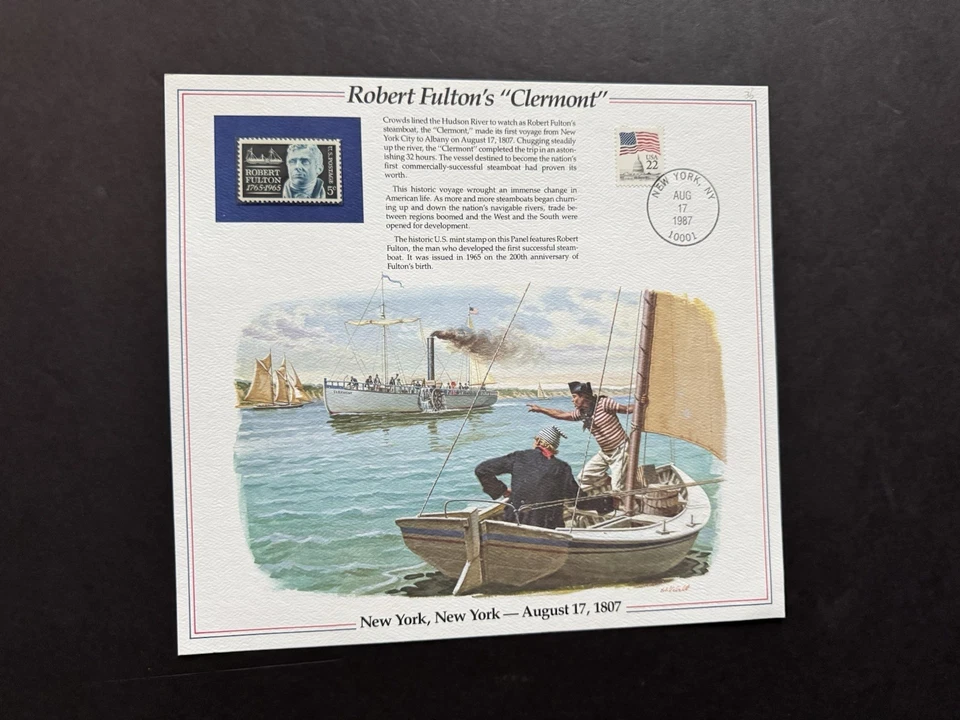 Robert Fulton's "Clermont"
Crowds lined the Hudson River to watch as Robert Fulton's
steamboat, the "Clermont," made its first voyage from New
York City to Albany on August 17, 1807. Chugging steadily
up the river, the "Clermont" completed the trip in an aston-
ishing 32 hours. The vessel destined to become the nation's
first commercially-successful steamboat had proven its
worth.
This historic voyage wrought an immense change in
American life. As more and more steamboats began churn-
ing up and down the nation's navigable rivers, trade be-
tween regions boomed and the West and the South were
opened for development.
The historic U.S. mint stamp on this Panel features Robert
Fulton, the man who developed the first successful steam-
boat. It was issued in 1965 on the 200th anniversary of
Fulton's birth.
ROBERT
FULTON
1765·1965
U.S. POSTAGE
5¢
USA
22
NEW YORK, NY
AUG
17
1987
10001
New York, New York — August 17, 1807